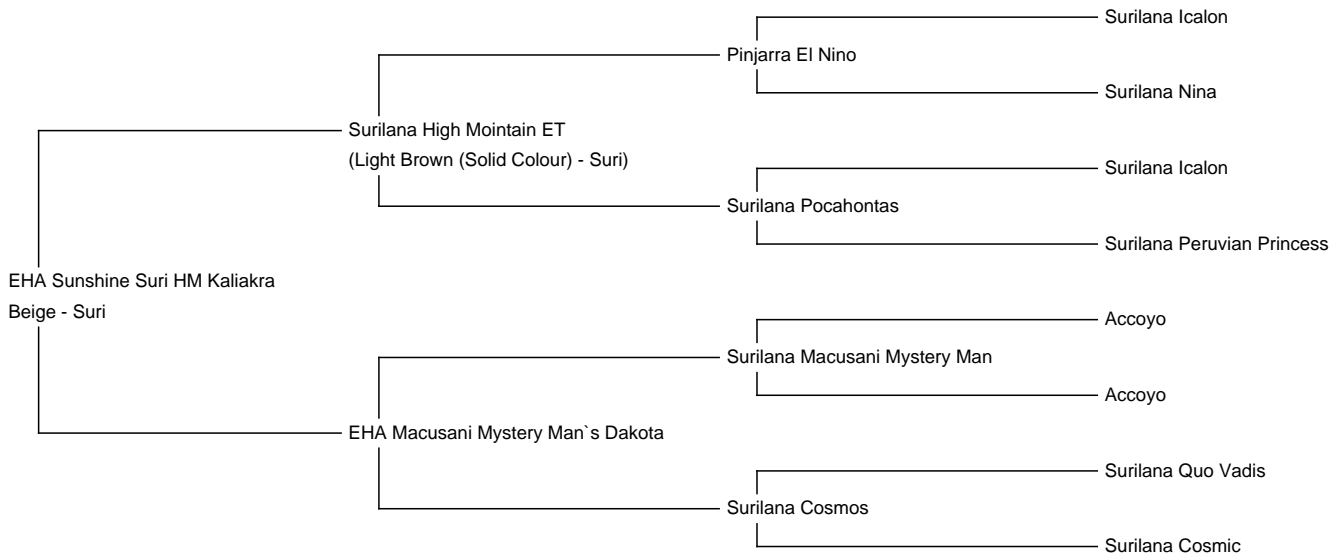 Surilana Icalon
Pinjarra El Nino
Surilana Nina
Surilana High Mointain ET
(Light Brown (Solid Colour) - Suri)
Surilana Icalon
Surilana Pocahontas
Surilana Peruvian Princess
EHA Sunshine Suri HM Kaliakra
Beige - Suri
Accoyo
Surilana Macusani Mystery Man
Accoyo
EHA Macusani Mystery Man`s Dakota
Surilana Quo Vadis
Surilana Cosmos
Surilana Cosmic